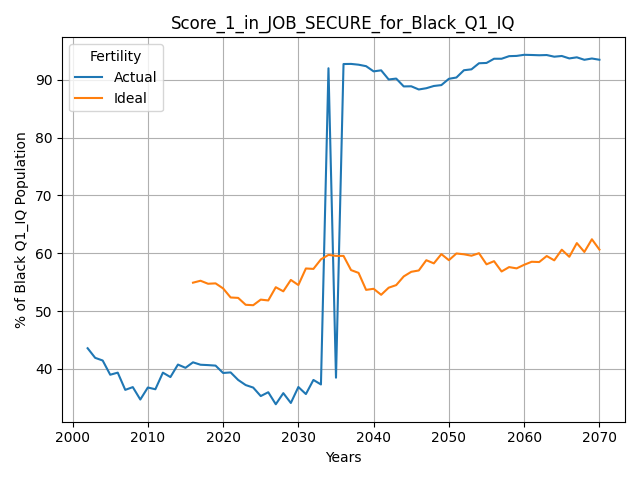 Score_1_in_JOB_SECURE_for_Black_Q1_IQ
Fertility
Actual
Ideal
% of Black Q1_IQ Population
90
80
70
60
50
40
2000 2010 2020 2030 2040 2050 2060 2070
Years